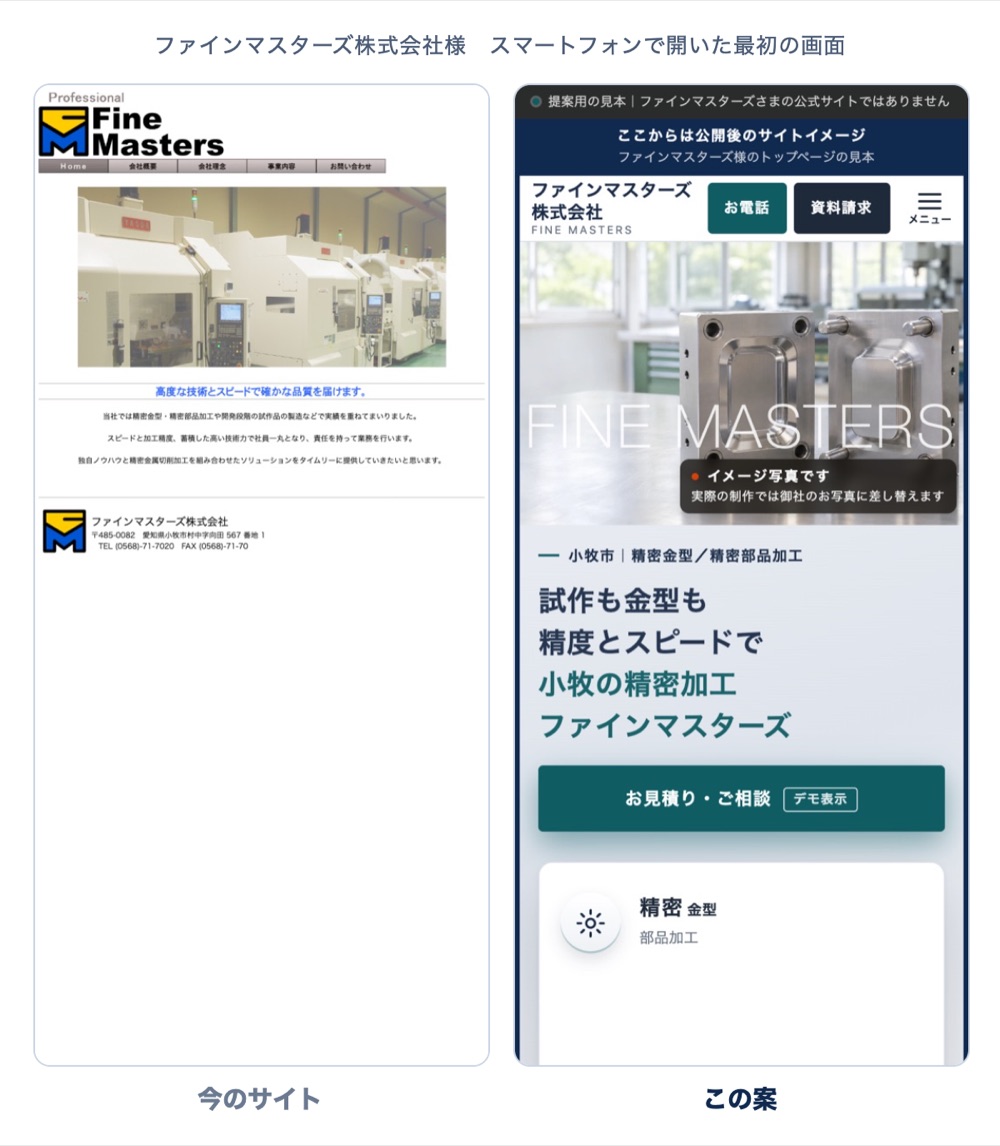 ファインマスターズ株式会社様　スマートフォンで開いた最初の画面
Professional
Fine
Masters
Home
会社概要
会社理念
事業内容
お問い合わせ
高度な技術とスピードで確かな品質を届けます。
当社では精密金型・精密部品加工や開発段階の試作品の製造などで実績を重ねてまいりました。
スピードと加工精度、蓄積した高い技術力で社員一丸となり、責任を持って業務を行います。
独自ノウハウと精密金属切削加工を組み合わせたソリューションをタイムリーに提供していきたいと思います。
ファインマスターズ株式会社
〒485-0082　愛知県小牧市村中字向田 567 番地 1
TEL (0568)-71-7020　FAX (0568)-71-70
今のサイト
提案用の見本｜ファインマスターズさまの公式サイトではありません
ここからは公開後のサイトイメージ
ファインマスターズ様のトップページの見本
ファインマスターズ
株式会社
FINE MASTERS
お電話
資料請求
メニュー
FINE MASTERS
イメージ写真です
実際の制作では御社のお写真に差し替えます
小牧市｜精密金型／精密部品加工
試作も金型も
精度とスピードで
小牧の精密加工
ファインマスターズ
お見積り・ご相談 デモ表示
精密 金型
部品加工
この案